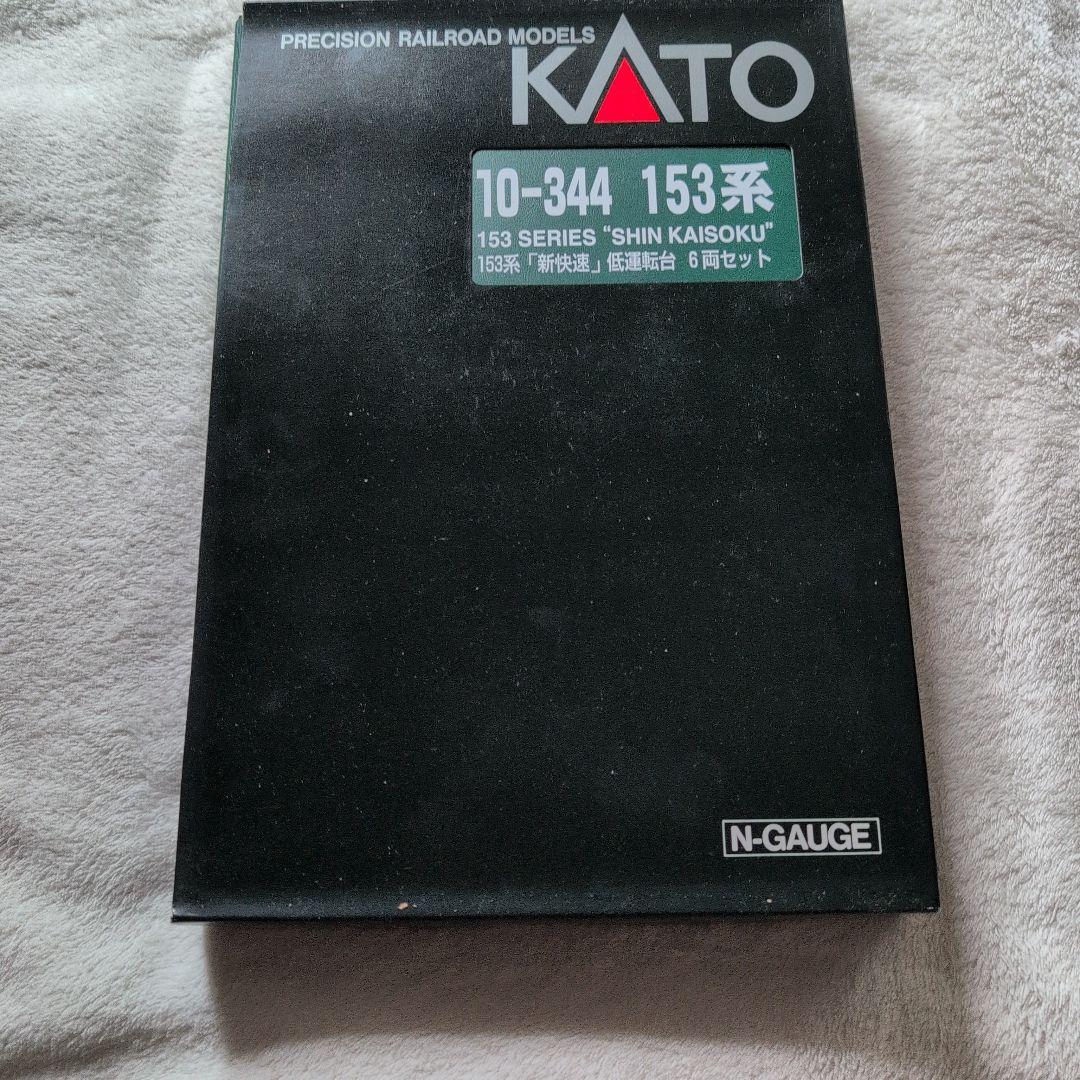 PRECISION RAILROAD MODELS
KATO
10-344 153系
153 SERIES "SHIN KAISOKU"
153系「新快速」低運転台 6両セット
N-GAUGE